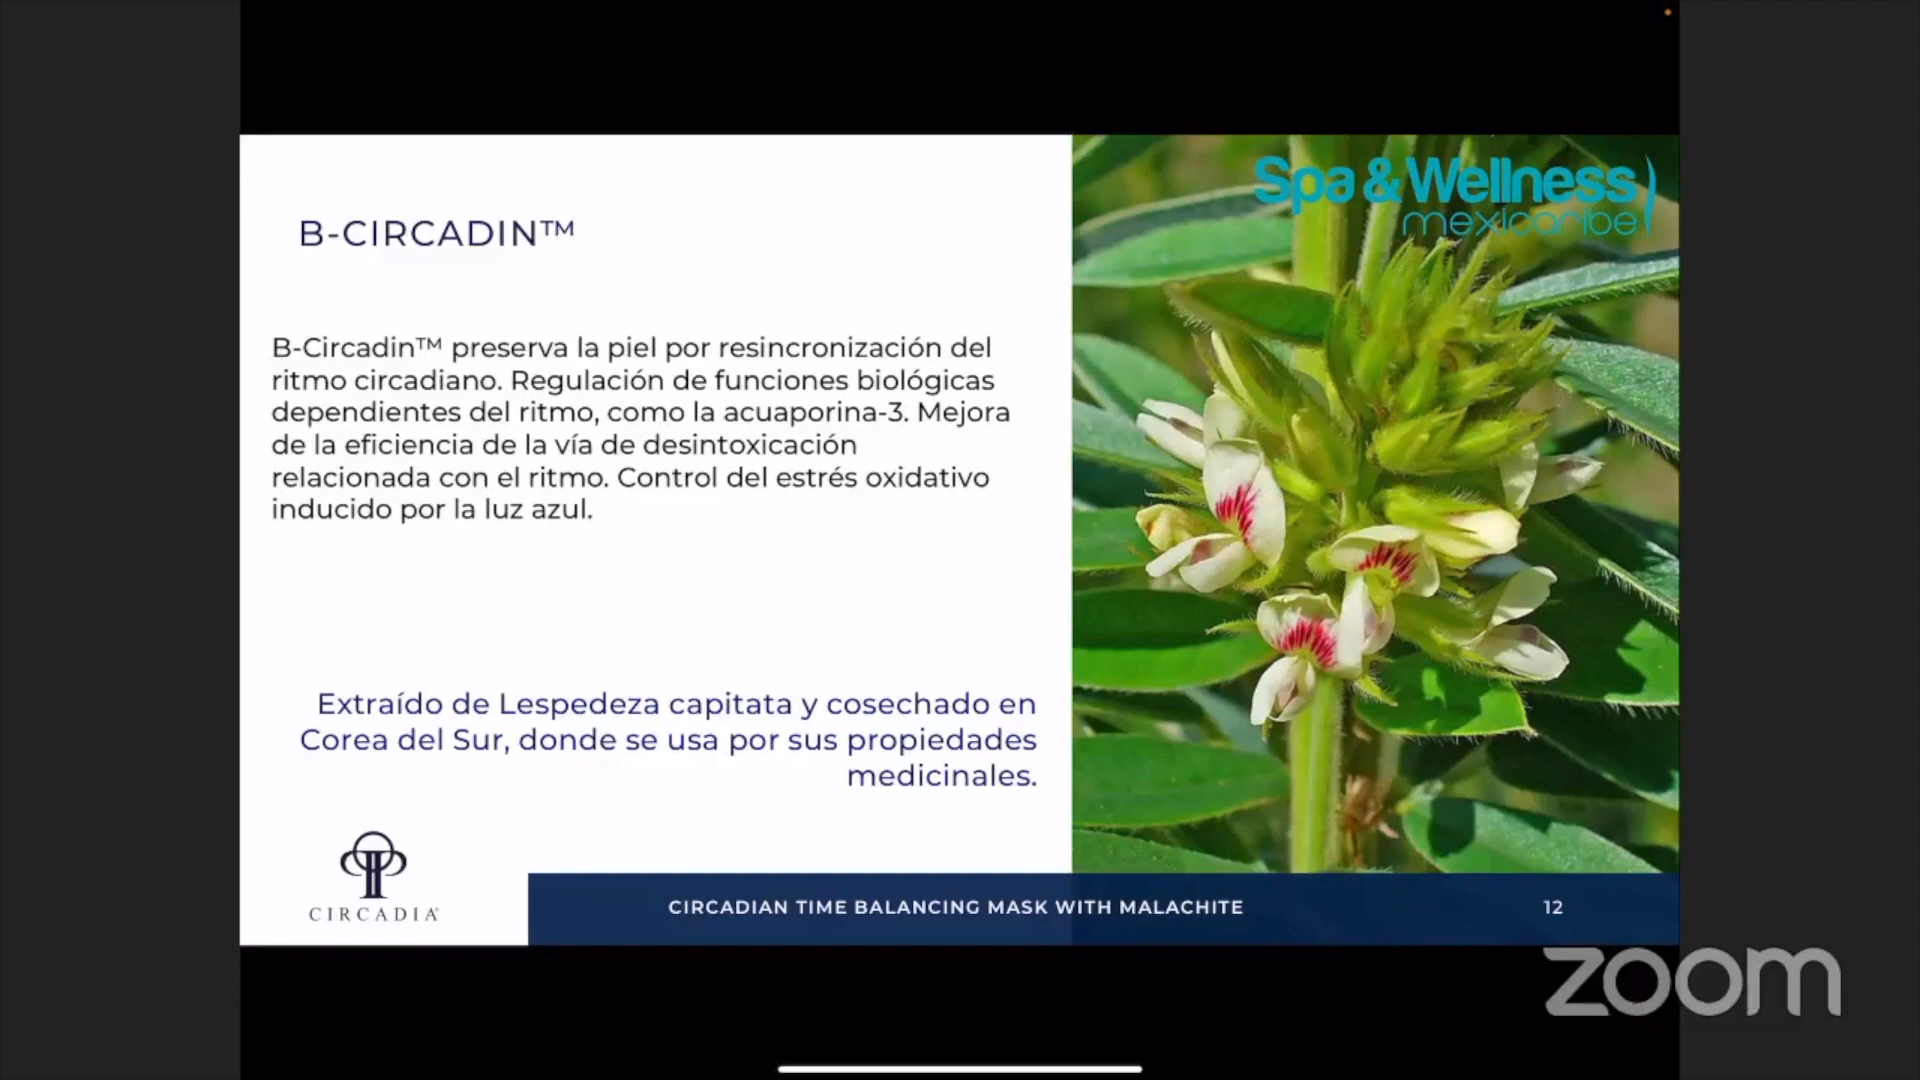 Spa & Wellness
mexicaribe
B-CIRCADIN™
B-Circadin™ preserva la piel por resincronización del
ritmo circadiano. Regulación de funciones biológicas
dependientes del ritmo, como la acuaporina-3. Mejora
de la eficiencia de la vía de desintoxicación
relacionada con el ritmo. Control del estrés oxidativo
inducido por la luz azul.
Extraído de Lespedeza capitata y cosechado en
Corea del Sur, donde se usa por sus propiedades
medicinales.
CIRCADIA®
CIRCADIAN TIME BALANCING MASK WITH MALACHITE
12
zoom